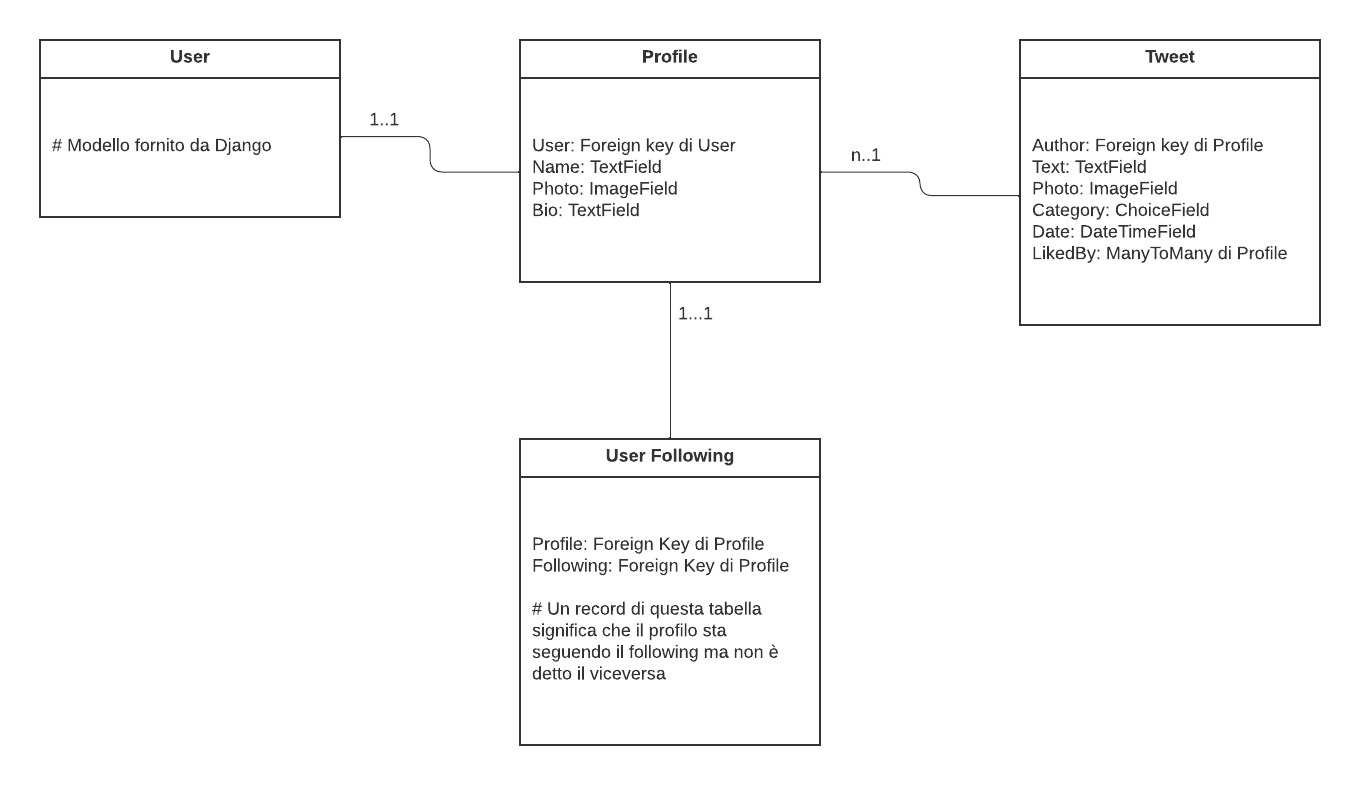 User
# Modello fornito da Django
1..1
Profile
User: Foreign key di User
Name: TextField
Photo: ImageField
Bio: TextField
n..1
Tweet
Author: Foreign key di Profile
Text: TextField
Photo: ImageField
Category: ChoiceField
Date: DateTimeField
LikedBy: ManyToMany di Profile
1...1
User Following
Profile: Foreign Key di Profile
Following: Foreign Key di Profile
# Un record di questa tabella
significa che il profilo sta
seguendo il following ma non è
detto il viceversa